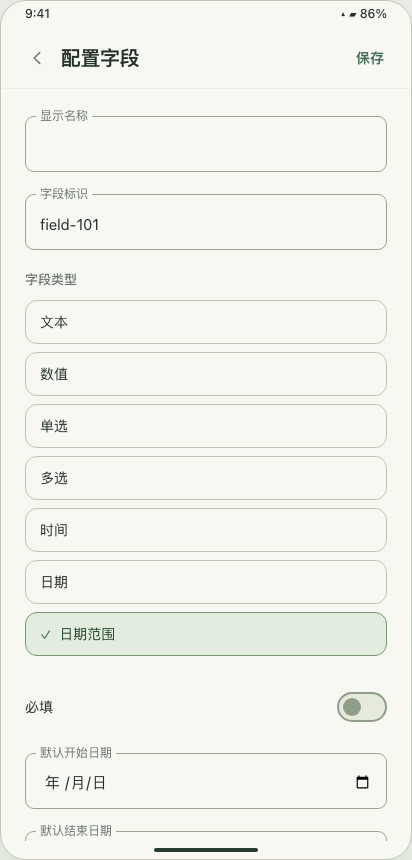 9:41
86%
配置字段
保存
显示名称
字段标识
field-101
字段类型
文本
数值
单选
多选
时间
日期
日期范围
必填
默认开始日期
年 /月/日
默认结束日期